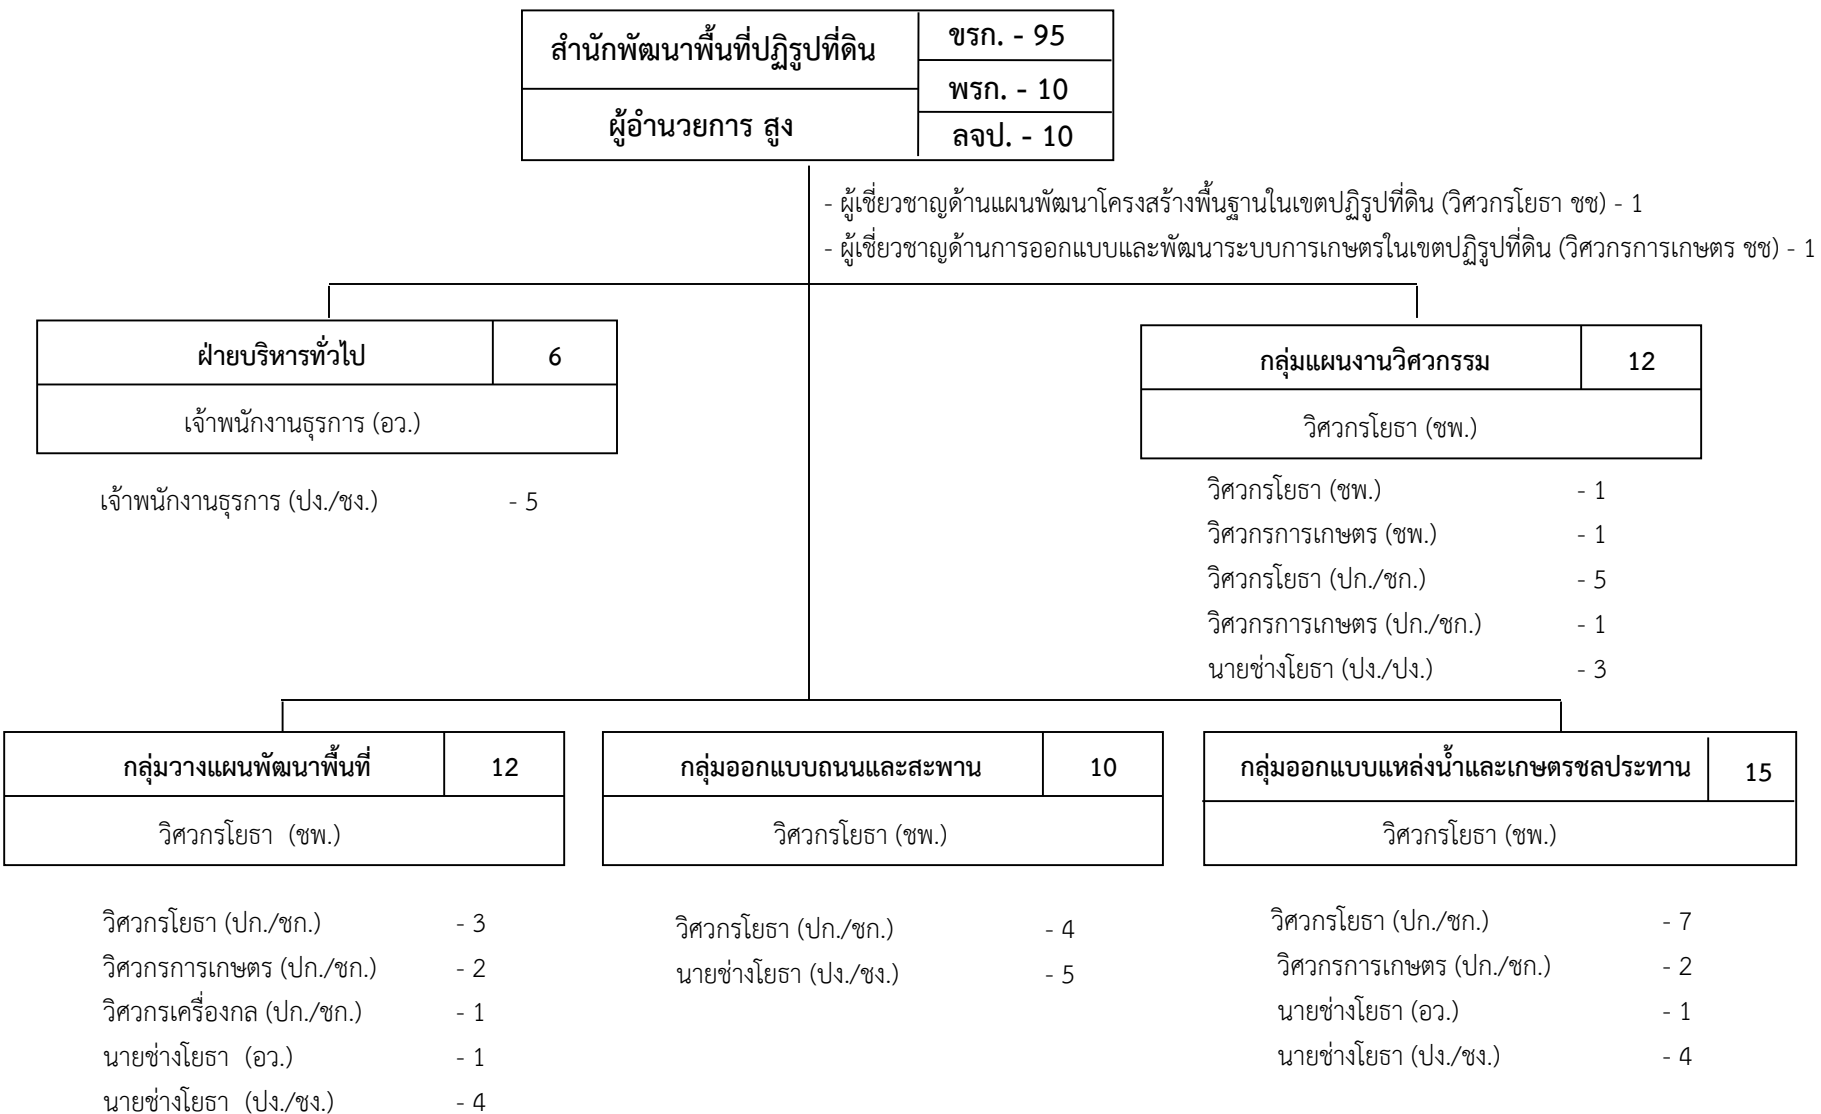 สำนักพัฒนาพื้นที่ปฏิรูปที่ดิน
ขรก. - 95
พรก. - 10
ผู้อำนวยการ สูง
ลจป. - 10
- ผู้เชี่ยวชาญด้านแผนพัฒนาโครงสร้างพื้นฐานในเขตปฏิรูปที่ดิน (วิศวกรโยธา ชช) - 1
- ผู้เชี่ยวชาญด้านการออกแบบและพัฒนาระบบการเกษตรในเขตปฏิรูปที่ดิน (วิศวกรการเกษตร ชช) - 1
ฝ่ายบริหารทั่วไป 6
เจ้าพนักงานธุรการ (อว.)
เจ้าพนักงานธุรการ (ปง./ชง.) - 5
กลุ่มแผนงานวิศวกรรม 12
วิศวกรโยธา (ชพ.)
วิศวกรโยธา (ชพ.) - 1
วิศวกรการเกษตร (ชพ.) - 1
วิศวกรโยธา (ปก./ชก.) - 5
วิศวกรการเกษตร (ปก./ชก.) - 1
นายช่างโยธา (ปง./ปง.) - 3
กลุ่มวางแผนพัฒนาพื้นที่ 12
วิศวกรโยธา (ชพ.)
วิศวกรโยธา (ปก./ชก.) - 3
วิศวกรการเกษตร (ปก./ชก.) - 2
วิศวกรเครื่องกล (ปก./ชก.) - 1
นายช่างโยธา (อว.) - 1
นายช่างโยธา (ปง./ชง.) - 4
กลุ่มออกแบบถนนและสะพาน 10
วิศวกรโยธา (ชพ.)
วิศวกรโยธา (ปก./ชก.) - 4
นายช่างโยธา (ปง./ชง.) - 5
กลุ่มออกแบบแหล่งน้ำและเกษตรชลประทาน 15
วิศวกรโยธา (ชพ.)
วิศวกรโยธา (ปก./ชก.) - 7
วิศวกรการเกษตร (ปก./ชก.) - 2
นายช่างโยธา (อว.) - 1
นายช่างโยธา (ปง./ชง.) - 4